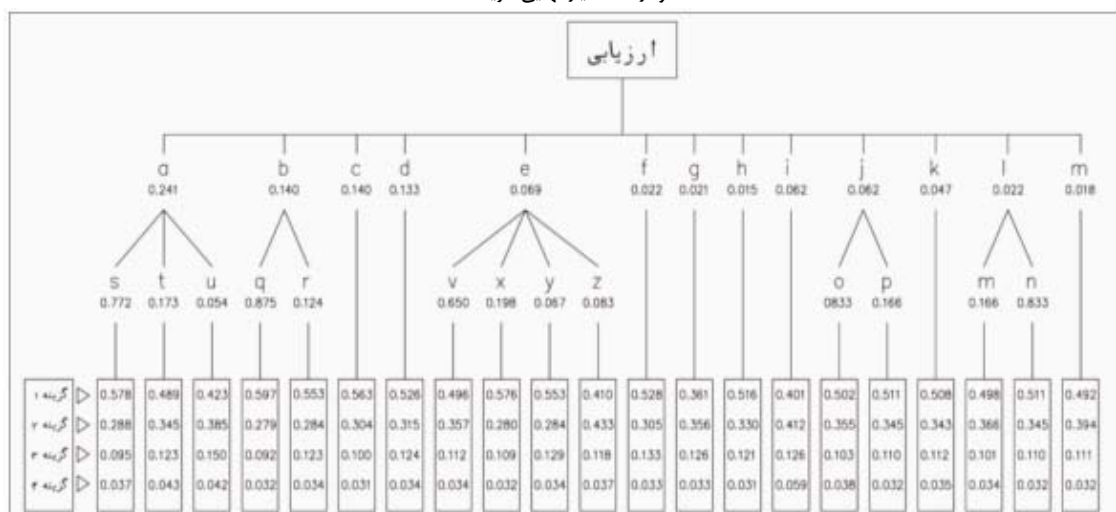 ارزیابی
a b c d e f g h i j k l m
0.241 0.140 0.140 0.133 0.069 0.022 0.021 0.015 0.062 0.062 0.047 0.022 0.018
s t u q r v x y z o p m n
0.772 0.173 0.054 0.875 0.124 0.650 0.198 0.067 0.083 0833 0.166 0.166 0.833
گزینه ۱ 0.578 0.489 0.423 0.597 0.553 0.563 0.526 0.496 0.576 0.553 0.410 0.528 0.361 0.516 0.401 0.502 0.511 0.508 0.498 0.511 0.492
گزینه ۲ 0.288 0.345 0.385 0.279 0.284 0.304 0.315 0.357 0.280 0.284 0.433 0.305 0.356 0.330 0.412 0.355 0.345 0.343 0.366 0.345 0.394
گزینه ۳ 0.095 0.123 0.150 0.092 0.123 0.100 0.124 0.112 0.109 0.129 0.118 0.133 0.126 0.121 0.126 0.103 0.110 0.112 0.101 0.110 0.111
گزینه ۴ 0.037 0.043 0.042 0.032 0.034 0.031 0.034 0.034 0.032 0.034 0.037 0.033 0.033 0.031 0.059 0.038 0.032 0.035 0.034 0.032 0.032